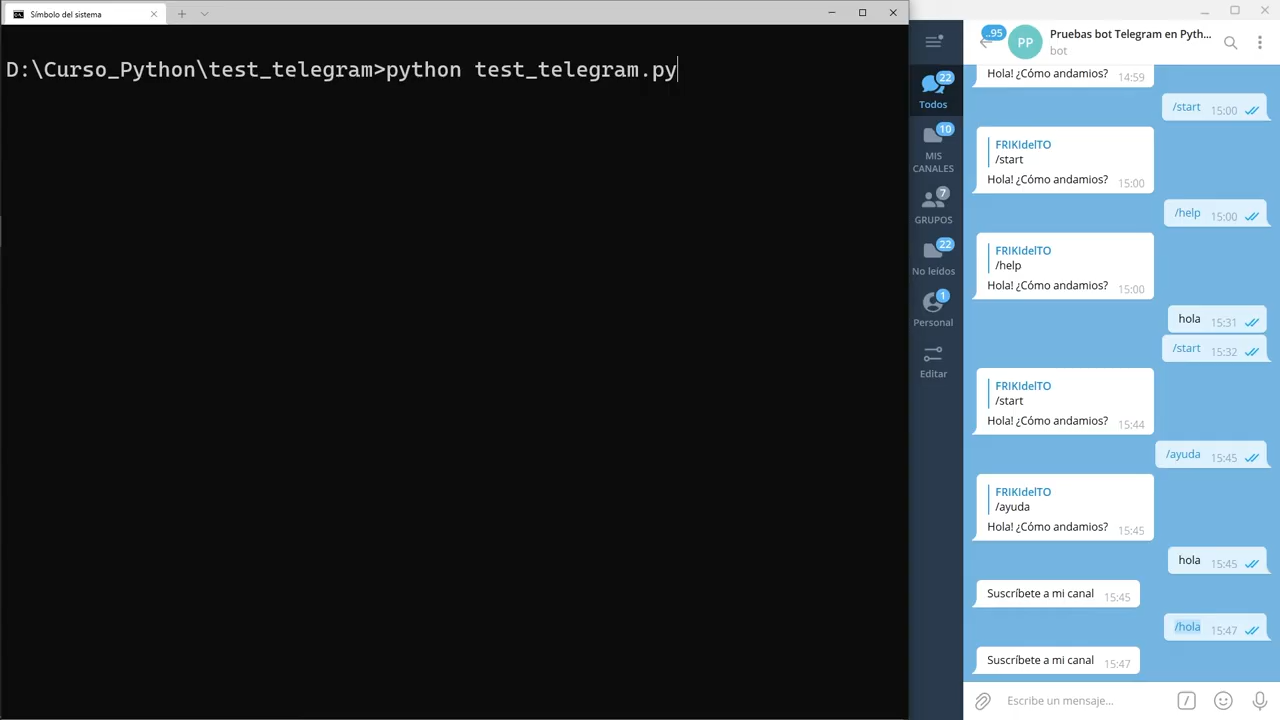 Símbolo del sistema
D:\Curso_Python\test_telegram>python test_telegram.py
22
Todos
10
MIS
CANALES
7
GRUPOS
22
No leídos
1
Personal
Editar
..95
PP
Pruebas bot Telegram en Pyth...
bot
Hola! ¿Cómo andamios? 14:59
/start 15:00
FRIKIdelTO
/start
Hola! ¿Cómo andamios? 15:00
/help 15:00
FRIKIdelTO
/help
Hola! ¿Cómo andamios? 15:00
hola 15:31
/start 15:32
FRIKIdelTO
/start
Hola! ¿Cómo andamios? 15:44
/ayuda 15:45
FRIKIdelTO
/ayuda
Hola! ¿Cómo andamios? 15:45
hola 15:45
Suscríbete a mi canal 15:45
/hola 15:47
Suscríbete a mi canal 15:47
Escribe un mensaje...